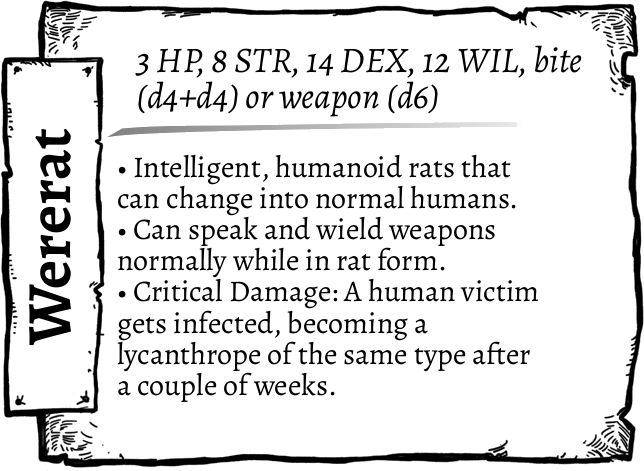 Wererat
3 HP, 8 STR, 14 DEX, 12 WIL, bite
(d4+d4) or weapon (d6)
• Intelligent, humanoid rats that
can change into normal humans.
• Can speak and wield weapons
normally while in rat form.
• Critical Damage: A human victim
gets infected, becoming a
lycanthrope of the same type after
a couple of weeks.